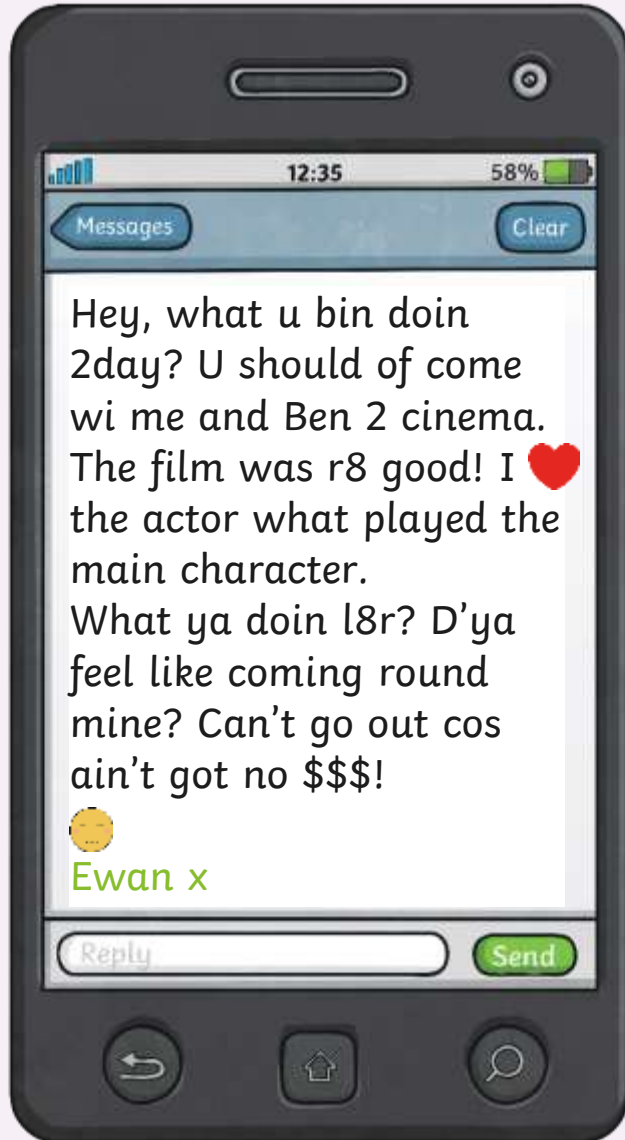 12:35
58%
Messages
Clear
Hey, what u bin doin
2day? U should of come
wi me and Ben 2 cinema.
The film was r8 good! I ❤
the actor what played the
main character.
What ya doin l8r? D'ya
feel like coming round
mine? Can't go out cos
ain't got no $$$!
Ewan x
Reply
Send